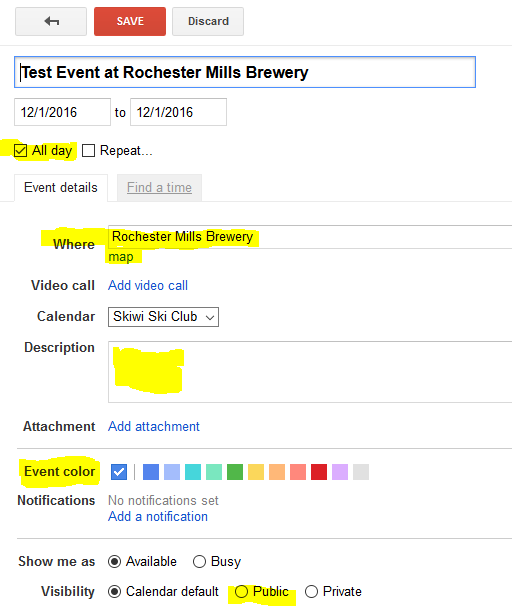 SAVE Discard
Test Event at Rochester Mills Brewery
12/1/2016 to 12/1/2016
All day Repeat...
Event details Find a time
Where Rochester Mills Brewery
map
Video call Add video call
Calendar Skiwi Ski Club
Description
Attachment Add attachment
Event color
Notifications No notifications set
Add a notification
Show me as Available Busy
Visibility Calendar default Public Private